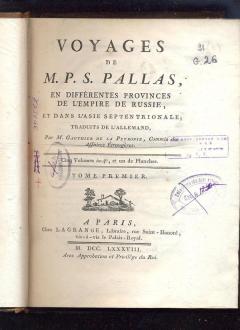 VOYAGES
DE
M. P. S. PALLAS,
EN DIFFÉRENTES PROVINCES
DE L'EMPIRE DE RUSSIE,
ET DANS L'ASIE SEPTENTRIONALE;
TRADUITS DE L'ALLEMAND,
Par M. GAUTHIER DE LA PEYRONIE, Commis des
Affaires Étrangères.
Cinq Volumes in-4°, et un de Planches.
TOME PREMIER.
A PARIS,
Chez LAGRANGE, Libraire, rue Saint-Honoré,
vis-à-vis le Palais-Royal.
M. DCC. LXXXVIII.
Avec Approbation et Privilège du Roi.
G 26